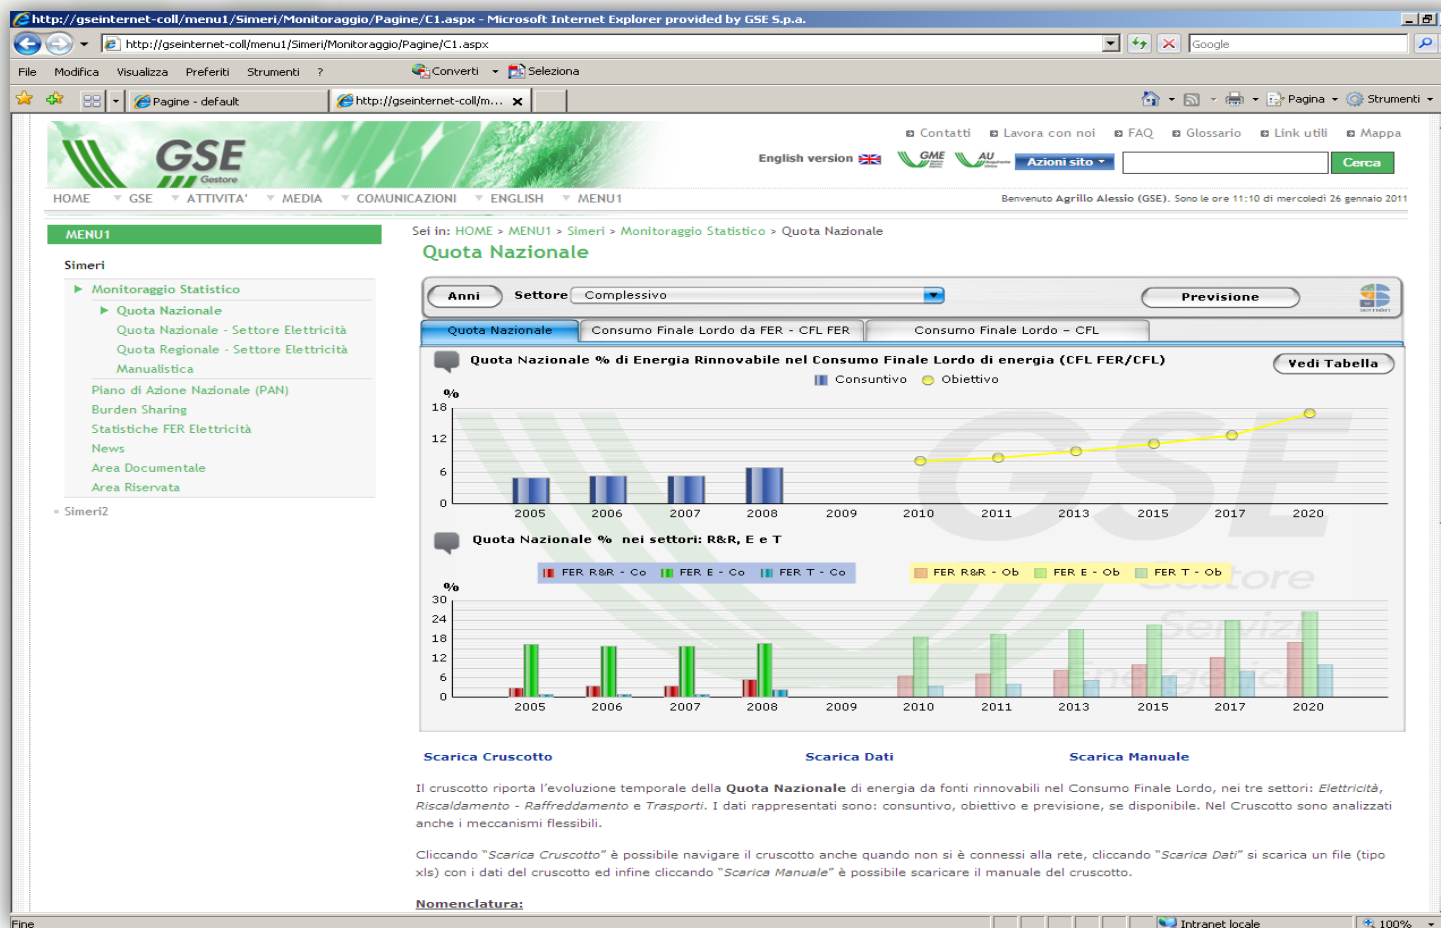 http://gseinternet-coll/menu1/Simeri/Monitoraggio/Pagine/C1.aspx - Microsoft Internet Explorer provided by GSE S.p.a.
http://gseinternet-coll/menu1/Simeri/Monitoraggio/Pagine/C1.aspx
Google
File Modifica Visualizza Preferiti Strumenti ?
Converti Seleziona
Pagine - default
http://gseinternet-coll/m...
Pagina Strumenti
Contatti Lavora con noi FAQ Glossario Link utili Mappa
GSE
Gestore
English version
GME
AU
Azioni sito
Cerca
HOME GSE ATTIVITA' MEDIA COMUNICAZIONI ENGLISH MENU1
Benvenuto Agrillo Alessio (GSE). Sono le ore 11:10 di mercoledì 26 gennaio 2011
MENU1
Simeri
Monitoraggio Statistico
Quota Nazionale
Quota Nazionale - Settore Elettricità
Quota Regionale - Settore Elettricità
Manualistica
Piano di Azione Nazionale (PAN)
Burden Sharing
Statistiche FER Elettricità
News
Area Documentale
Area Riservata
Simeri2
Sei in: HOME > MENU1 > Simeri > Monitoraggio Statistico > Quota Nazionale
Quota Nazionale
Anni Settore Complessivo Previsione
Quota Nazionale Consumo Finale Lordo da FER - CFL FER Consumo Finale Lordo – CFL
Quota Nazionale % di Energia Rinnovabile nel Consumo Finale Lordo di energia (CFL FER/CFL)
Vedi Tabella
Consuntivo Obiettivo
%
18
12
6
0
2005 2006 2007 2008 2009 2010 2011 2013 2015 2017 2020
GSE
Gestore
Servizi
Energetici
Quota Nazionale % nei settori: R&R, E e T
FER R&R - Co FER E - Co FER T - Co FER R&R - Ob FER E - Ob FER T - Ob
%
30
24
18
12
6
0
2005 2006 2007 2008 2009 2010 2011 2013 2015 2017 2020
Scarica Cruscotto Scarica Dati Scarica Manuale
Il cruscotto riporta l'evoluzione temporale della Quota Nazionale di energia da fonti rinnovabili nel Consumo Finale Lordo, nei tre settori: Elettricità,
Riscaldamento - Raffreddamento e Trasporti. I dati rappresentati sono: consuntivo, obiettivo e previsione, se disponibile. Nel Cruscotto sono analizzati
anche i meccanismi flessibili.
Cliccando "Scarica Cruscotto" è possibile navigare il cruscotto anche quando non si è connessi alla rete, cliccando "Scarica Dati" si scarica un file (tipo
xls) con i dati del cruscotto ed infine cliccando "Scarica Manuale" è possibile scaricare il manuale del cruscotto.
Nomenclatura:
Fine
Intranet locale
100%